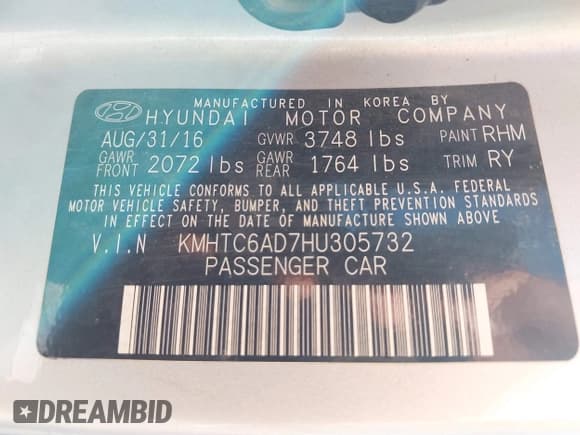 MANUFACTURED IN KOREA BY
HYUNDAI MOTOR COMPANY
AUG/31/16 GVWR 3748 lbs PAINT RHM
GAWR FRONT 2072 lbs GAWR REAR 1764 lbs TRIM RY
THIS VEHICLE CONFORMS TO ALL APPLICABLE U.S.A. FEDERAL
MOTOR VEHICLE SAFETY, BUMPER, AND THEFT PREVENTION STANDARDS
IN EFFECT ON THE DATE OF MANUFACTURE SHOWN ABOVE
V.I.N KMHTC6AD7HU305732
PASSENGER CAR
DREAMBID